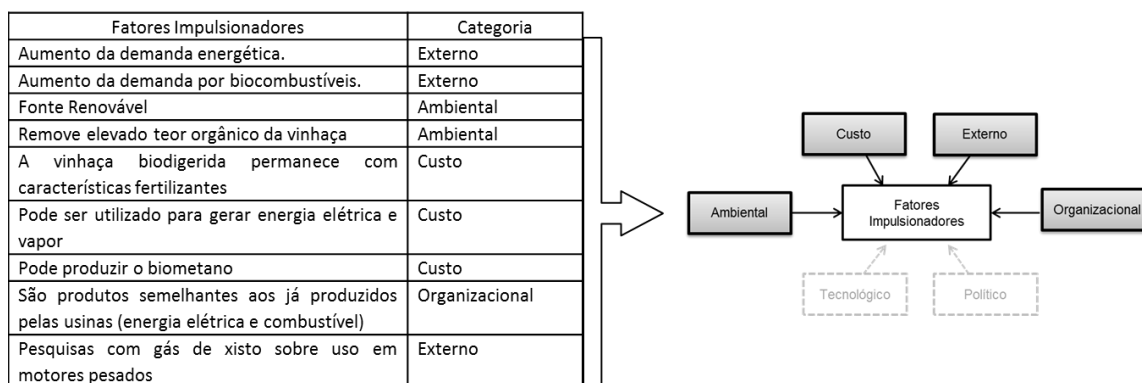 Fatores Impulsionadores Categoria
Aumento da demanda energética. Externo
Aumento da demanda por biocombustíveis. Externo
Fonte Renovável Ambiental
Remove elevado teor orgânico da vinhaça Ambiental
A vinhaça biodigerida permanece com Custo
características fertilizantes
Pode ser utilizado para gerar energia elétrica e Custo
vapor
Pode produzir o biometano Custo
São produtos semelhantes aos já produzidos Organizacional
pelas usinas (energia elétrica e combustível)
Pesquisas com gás de xisto sobre uso em Externo
motores pesados
Custo
Externo
Ambiental
Fatores
Impulsionadores
Organizacional
Tecnológico
Político